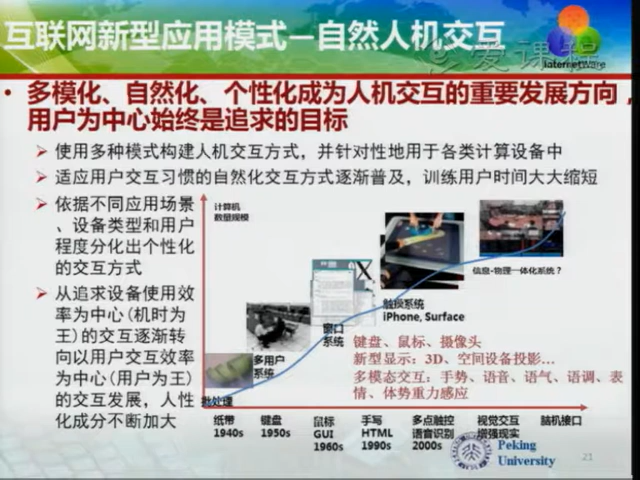 互联网新型应用模式—自然人机交互
爱课程
internetWare
• 多模化、自然化、个性化成为人机交互的重要发展方向，
用户为中心始终是追求的目标
➤ 使用多种模式构建人机交互方式，并针对性地用于各类计算设备中
➤ 适应用户交互习惯的自然化交互方式逐渐普及，训练用户时间大大缩短
➤ 依据不同应用场景
、设备类型和用户
程度分化出个性化
的交互方式
➤ 从追求设备使用效
率为中心(机时为
王)的交互逐渐转
向以用户交互效率
为中心(用户为王)
的交互发展，人性
化成分不断加大
计算机
数量规模
信息-物理一体化系统？
触摸系统
iPhone, Surface
窗口
系统
多用户
系统
批处理
键盘、鼠标、摄像头
新型显示：3D、空间设备投影…
多模态交互：手势、语音、语气、语调、表
情、体势重力感应
纸带
1940s
键盘
1950s
鼠标
GUI
1960s
手写
HTML
1990s
多点触控
语音识别
2000s
视觉交互
增强现实
脑机接口
Peking
University
21